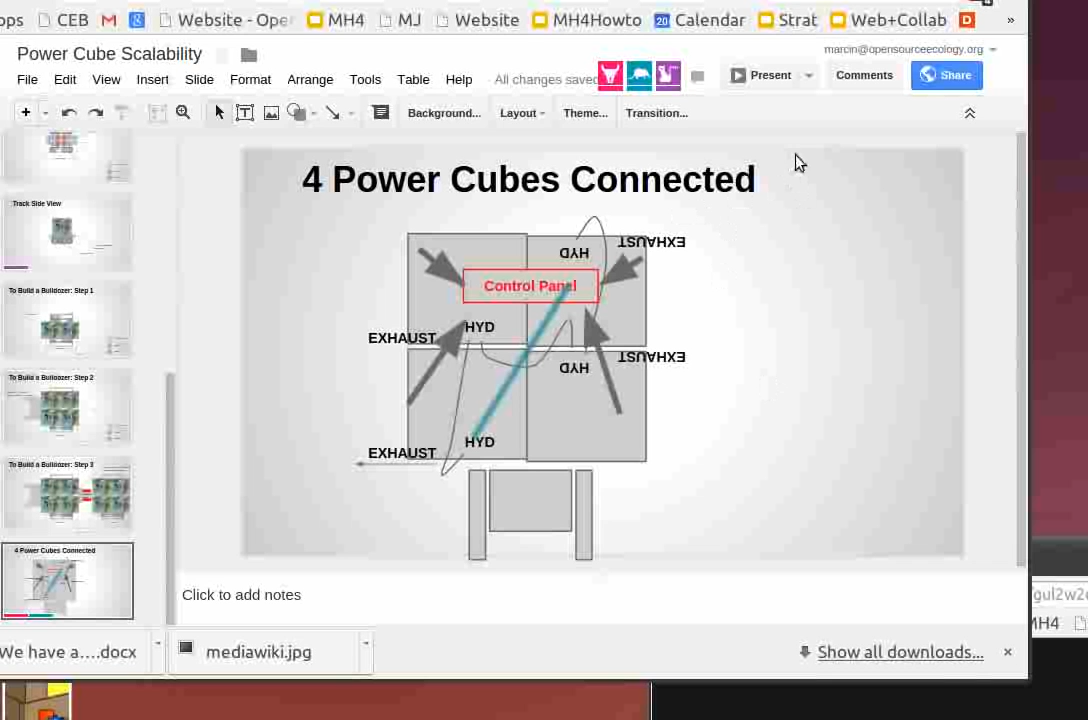 ops CEB Website - Ope MH4 MJ Website MH4Howto 20 Calendar Strat Web+Collab D »
Power Cube Scalability
marcin@opensourceecology.org
File Edit View Insert Slide Format Arrange Tools Table Help All changes saved
Present Comments Share
Background... Layout Theme... Transition...
Track Side View
To Build a Bulldozer: Step 1
To Build a Bulldozer: Step 2
To Build a Bulldozer: Step 3
4 Power Cubes Connected
4 Power Cubes Connected
EXHAUST
HYD
Control Panel
HYD
EXHAUST
EXHAUST
HYD
HYD
EXHAUST
Click to add notes
/gul2w2
MH4
We have a....docx
mediawiki.jpg
Show all downloads...